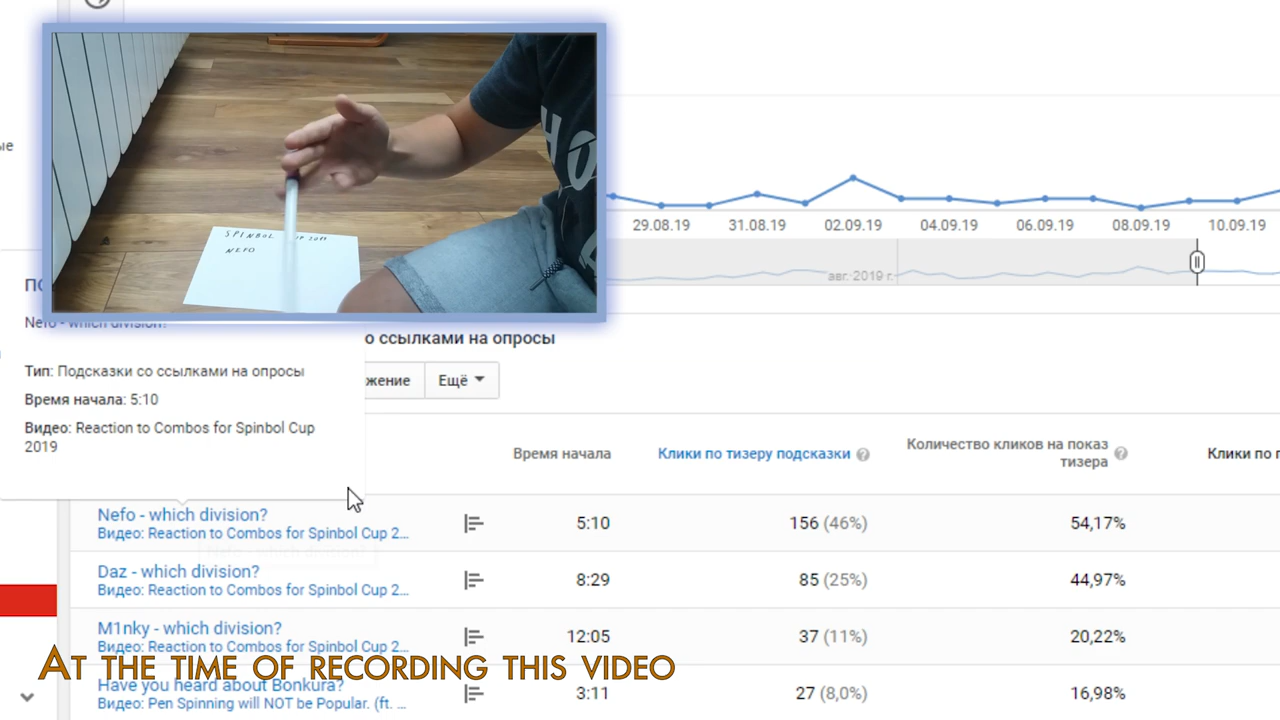 ые
SPINBOL CUP 2019
NEFO
HO
29.08.19 31.08.19 02.09.19 04.09.19 06.09.19 08.09.19 10.09.19
авг. 2019 г.
ПО
Nefo - which division?
о ссылками на опросы
Тип: Подсказки со ссылками на опросы
жение Ещё
Время начала: 5:10
Видео: Reaction to Combos for Spinbol Cup
2019
Время начала Клики по тизеру подсказки Количество кликов на показ
тизера Клики по п
Nefo - which division? 5:10 156 (46%) 54,17%
Видео: Reaction to Combos for Spinbol Cup 2...
Daz - which division? 8:29 85 (25%) 44,97%
Видео: Reaction to Combos for Spinbol Cup 2...
M1nky - which division? 12:05 37 (11%) 20,22%
Видео: Reaction to Combos for Spinbol Cup 2...
At the time of recording this video
Have you heard about Bonkura? 3:11 27 (8,0%) 16,98%
Видео: Pen Spinning will NOT be Popular. (ft. ...